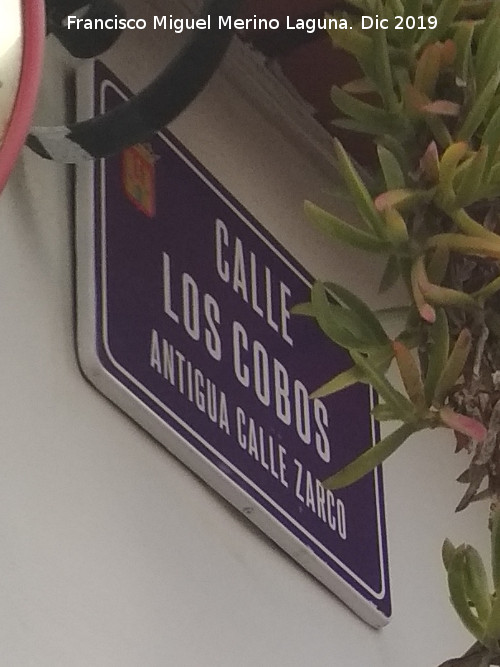 Francisco Miguel Merino Laguna. Dic 2019
CALLE
LOS COBOS
ANTIGUA CALLE ZARCO